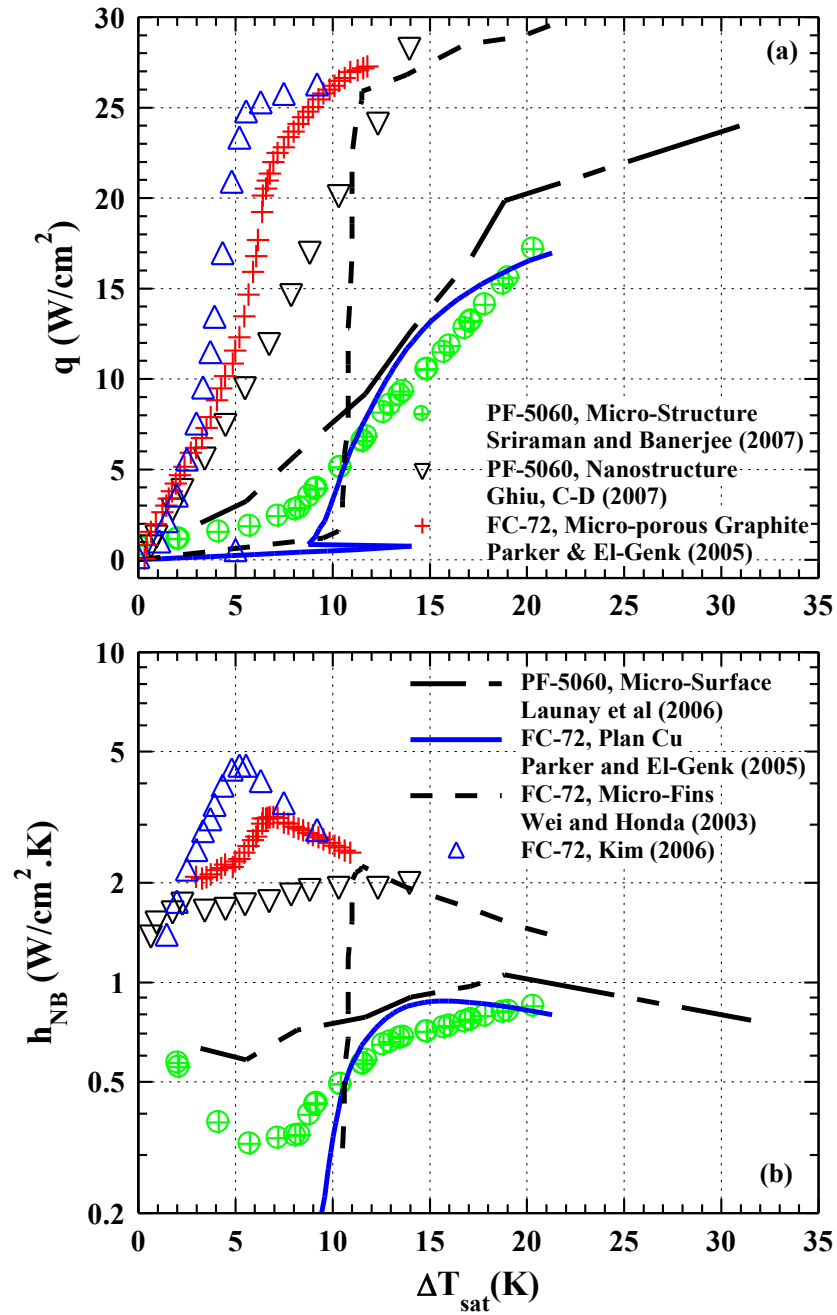 30
(a)
25
20
q (W/cm²)
15
10
PF-5060, Micro-Structure
Sriraman and Banerjee (2007)
PF-5060, Nanostructure
Ghiu, C-D (2007)
FC-72, Micro-porous Graphite
Parker & El-Genk (2005)
5
0
0 5 10 15 20 25 30 35
10
PF-5060, Micro-Surface
Launay et al (2006)
FC-72, Plan Cu
Parker and El-Genk (2005)
FC-72, Micro-Fins
Wei and Honda (2003)
FC-72, Kim (2006)
5
2
h_NB (W/cm².K)
1
0.5
(b)
0.2
0 5 10 15 20 25 30 35
ΔT_sat(K)